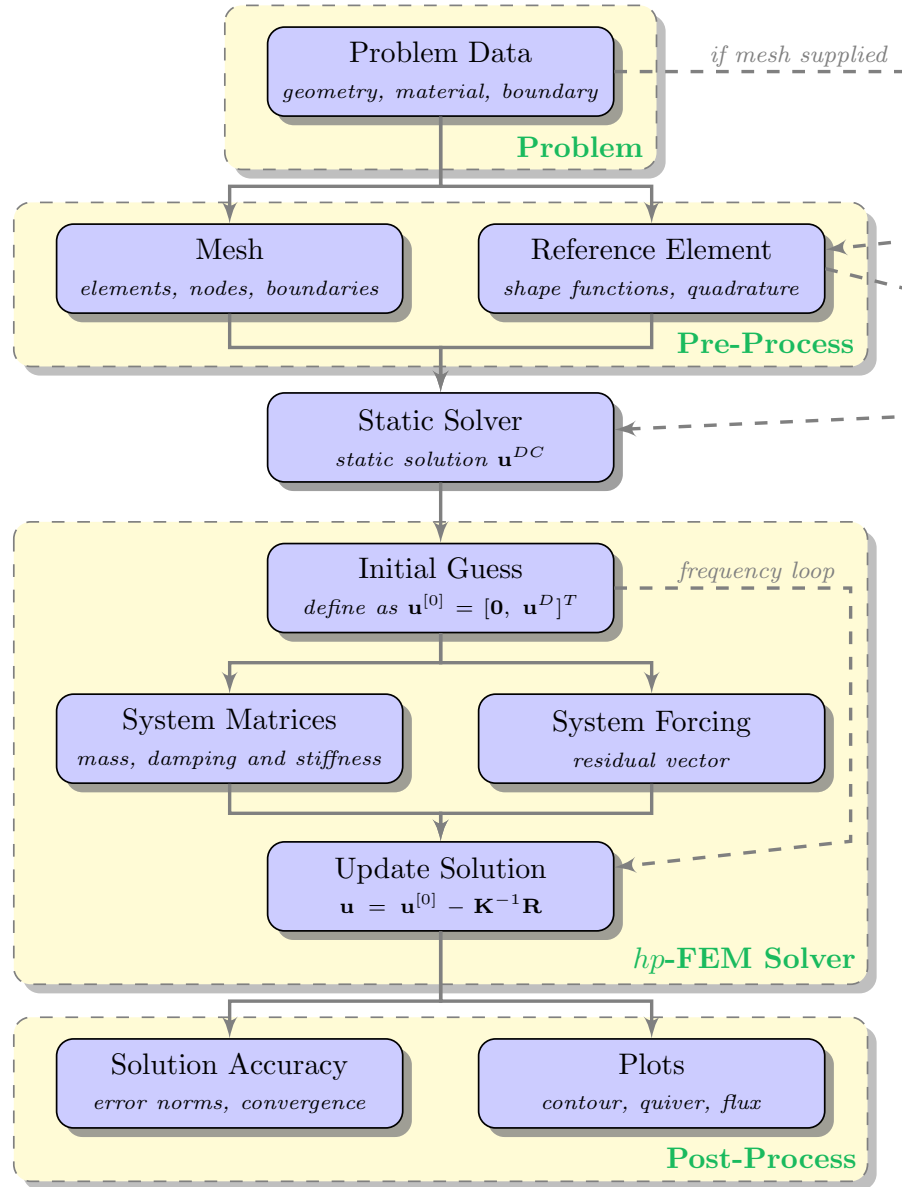 Problem Data
geometry, material, boundary
if mesh supplied
Problem
Mesh
elements, nodes, boundaries
Reference Element
shape functions, quadrature
Pre-Process
Static Solver
static solution u^{DC}
Initial Guess
define as u^{[0]} = [0, u^D]^T
frequency loop
System Matrices
mass, damping and stiffness
System Forcing
residual vector
Update Solution
u = u^{[0]} − K^{−1}R
hp-FEM Solver
Solution Accuracy
error norms, convergence
Plots
contour, quiver, flux
Post-Process